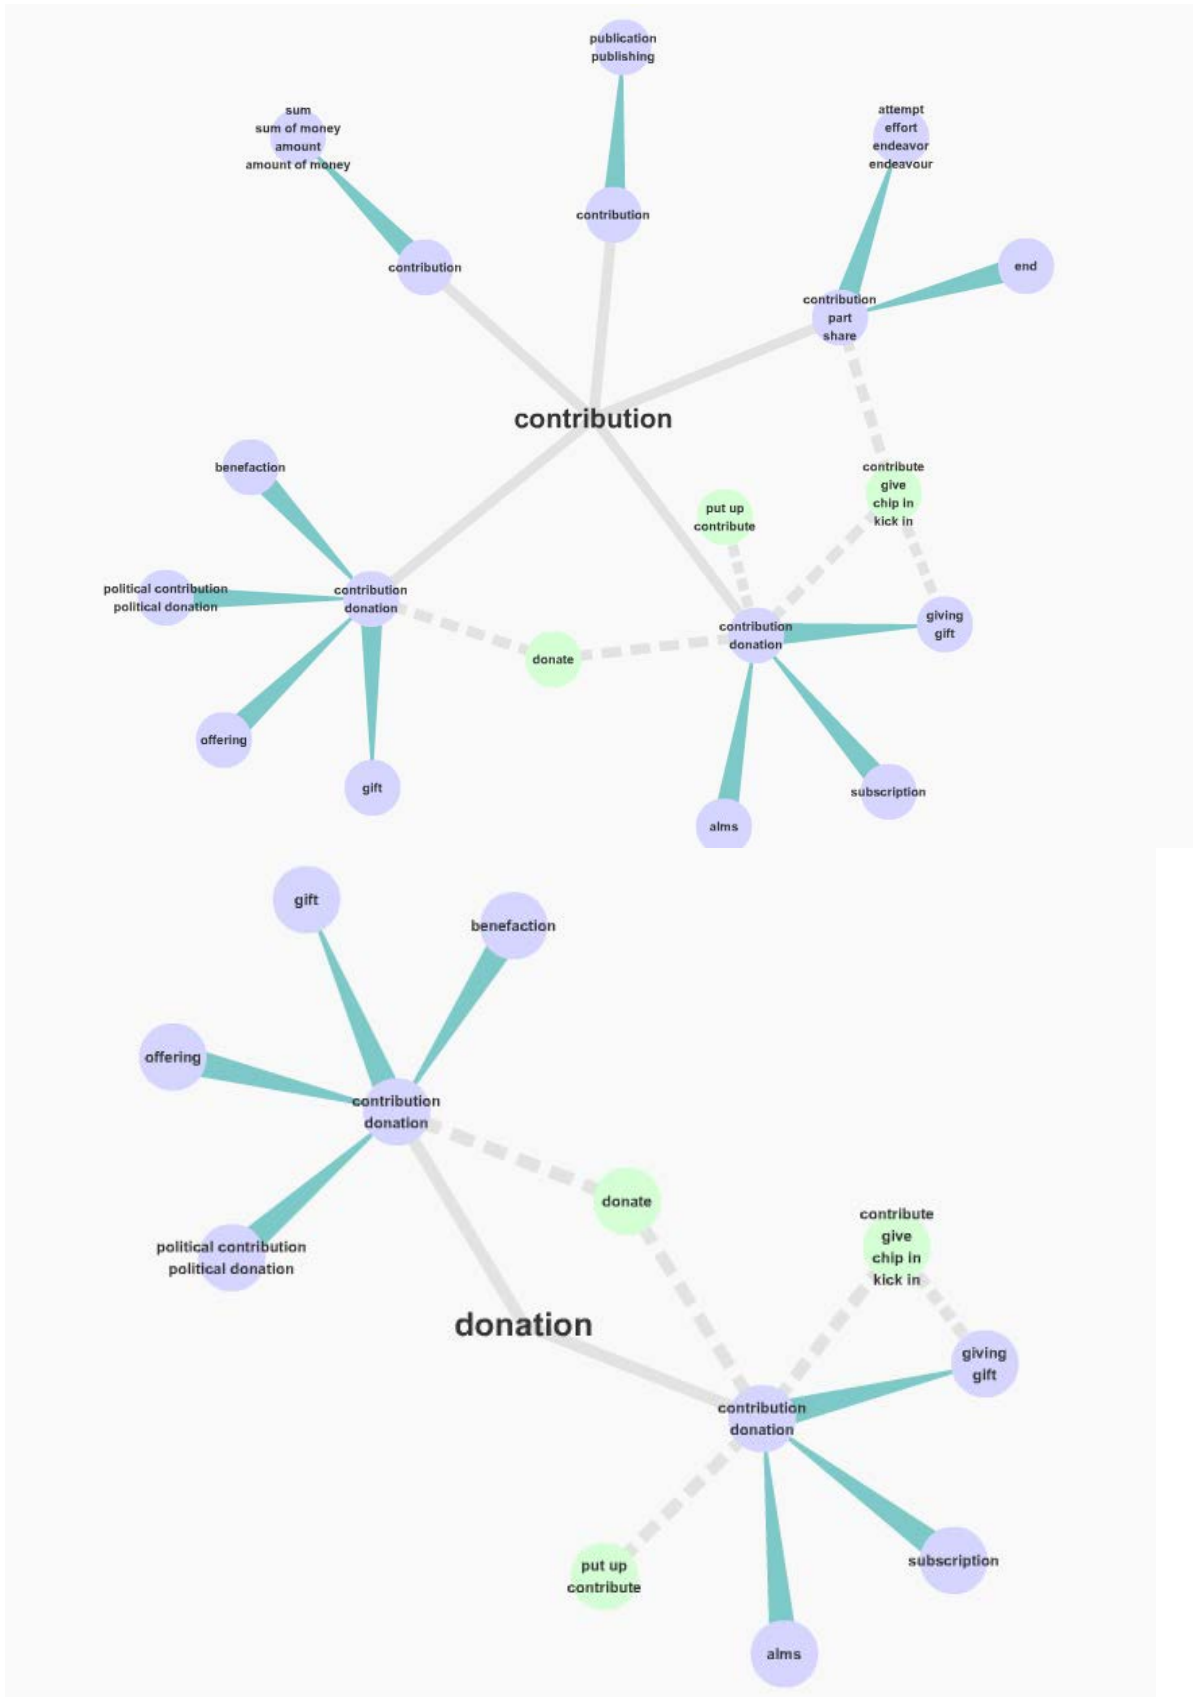 publication
publishing
sum
sum of money
amount
amount of money
attempt
effort
endeavor
endeavour
contribution
contribution
end
contribution
part
share
contribution
benefaction
contribute
give
chip in
kick in
put up
contribute
political contribution
political donation
contribution
donation
donate
contribution
donation
giving
gift
offering
gift
subscription
alms
gift
benefaction
offering
contribution
donation
donate
contribute
give
chip in
kick in
political contribution
political donation
donation
giving
gift
contribution
donation
put up
contribute
subscription
alms